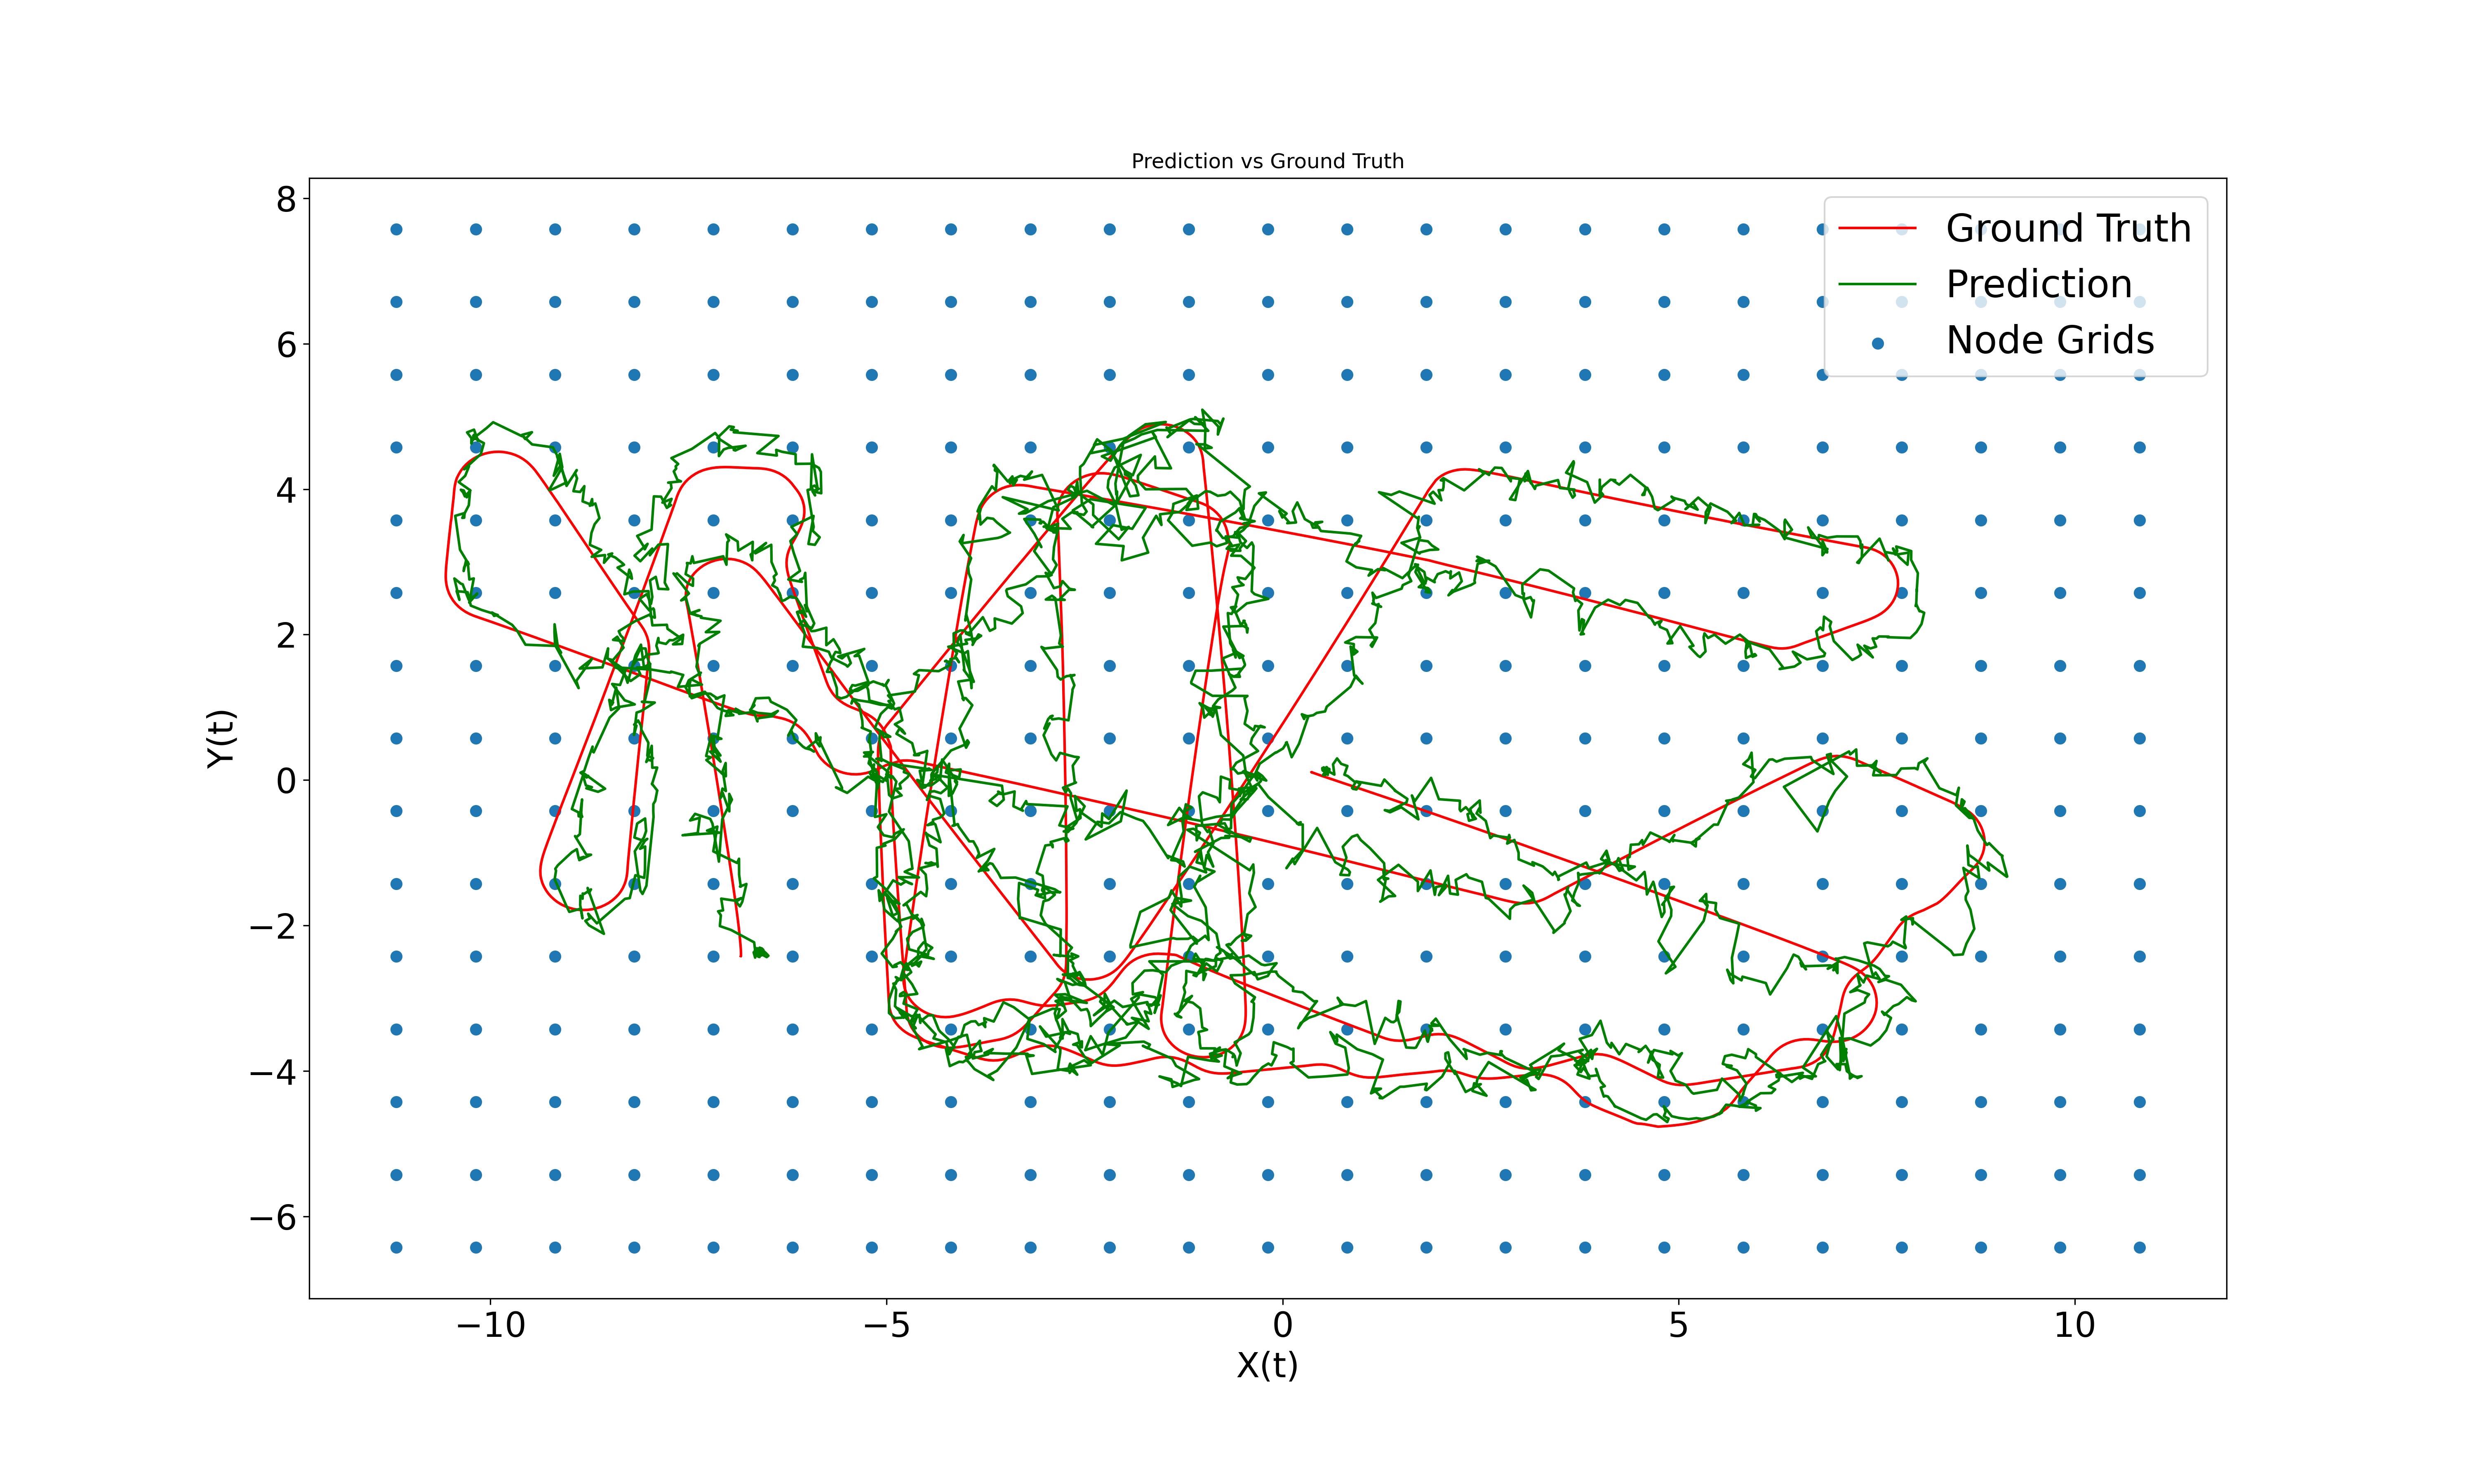 Prediction vs Ground Truth
Ground Truth
Prediction
Node Grids
8
6
4
2
0
−2
−4
−6
Y(t)
−10
−5
0
5
10
X(t)